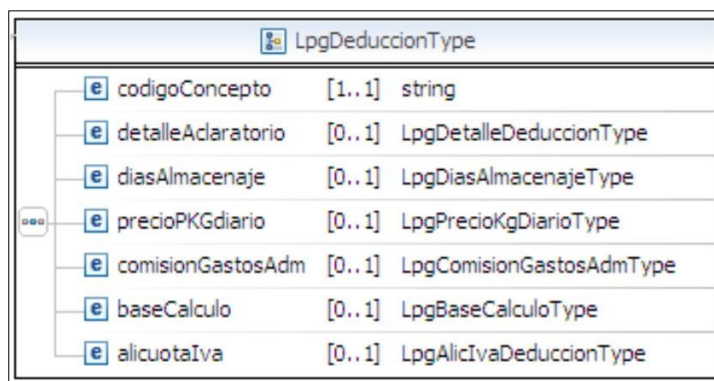 LpgDeduccionType
e codigoConcepto [1..1] string
e detalleAclaratorio [0..1] LpgDetalleDeduccionType
e diasAlmacenaje [0..1] LpgDiasAlmacenajeType
e precioPKGdiario [0..1] LpgPrecioKgDiarioType
e comisionGastosAdm [0..1] LpgComisionGastosAdmType
e baseCalculo [0..1] LpgBaseCalculoType
e alicuotaIva [0..1] LpgAlicIvaDeduccionType